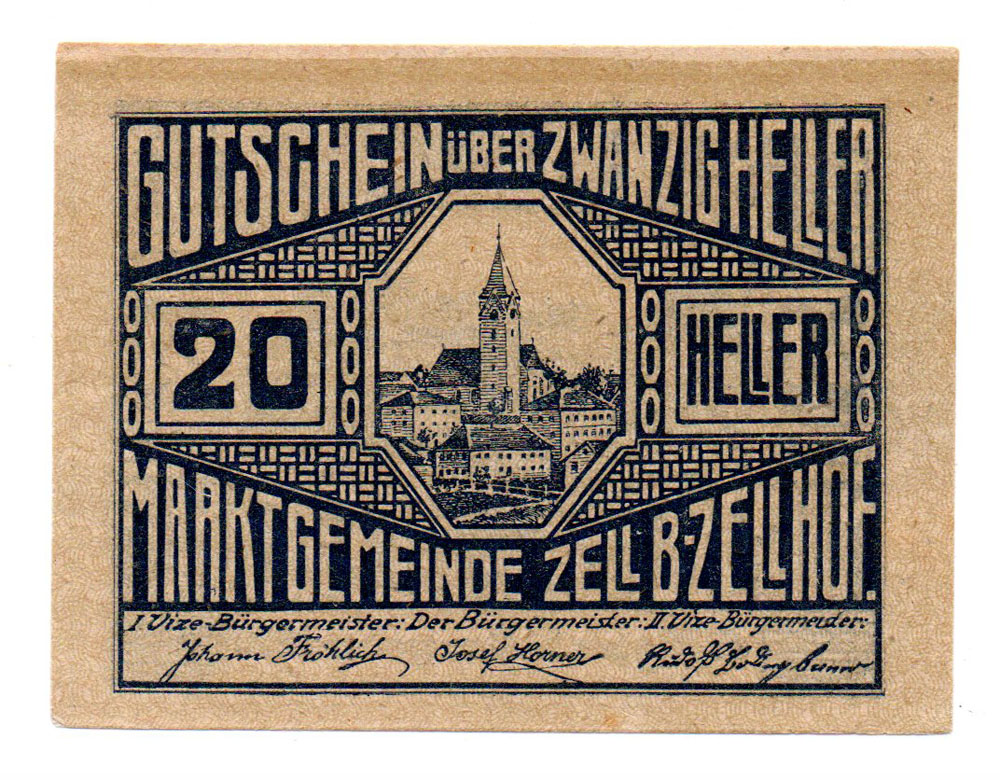 GUTSCHEIN ÜBER ZWANZIG HELLER
20 HELLER
MARKTGEMEINDE ZELL B-ZELLHOF.
I. Vize-Bürgermeister: Der Bürgermeister: II Vize-Bürgermeister:
Johann Fröhlich Josef Horner Rudolf